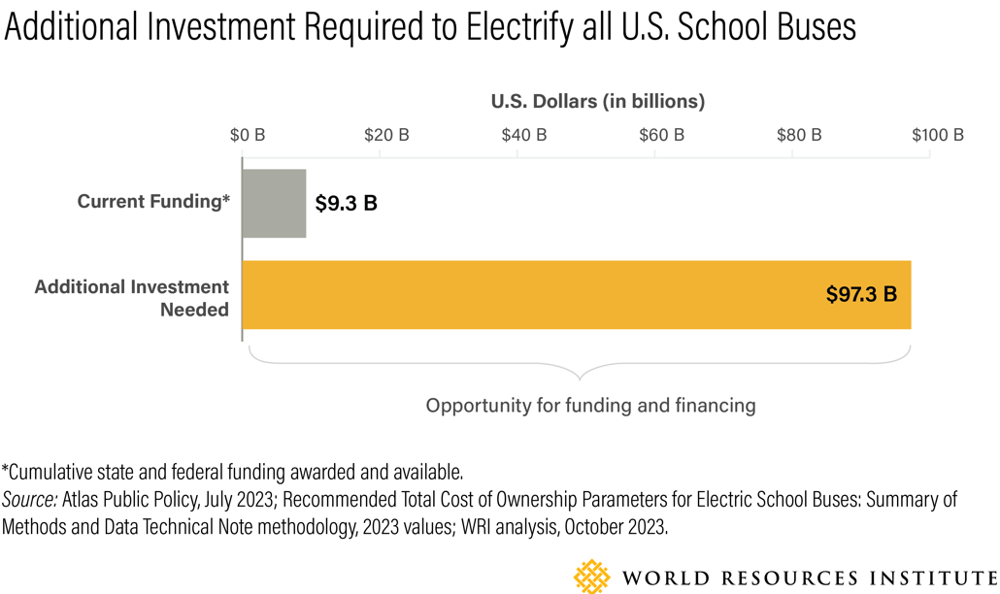 Additional Investment Required to Electrify all U.S. School Buses
U.S. Dollars (in billions)
$0 B $20 B $40 B $60 B $80 B $100 B
Current Funding* $9.3 B
Additional Investment
Needed
$97.3 B
Opportunity for funding and financing
*Cumulative state and federal funding awarded and available.
Source: Atlas Public Policy, July 2023; Recommended Total Cost of Ownership Parameters for Electric School Buses: Summary of
Methods and Data Technical Note methodology, 2023 values; WRI analysis, October 2023.
WORLD RESOURCES INSTITUTE